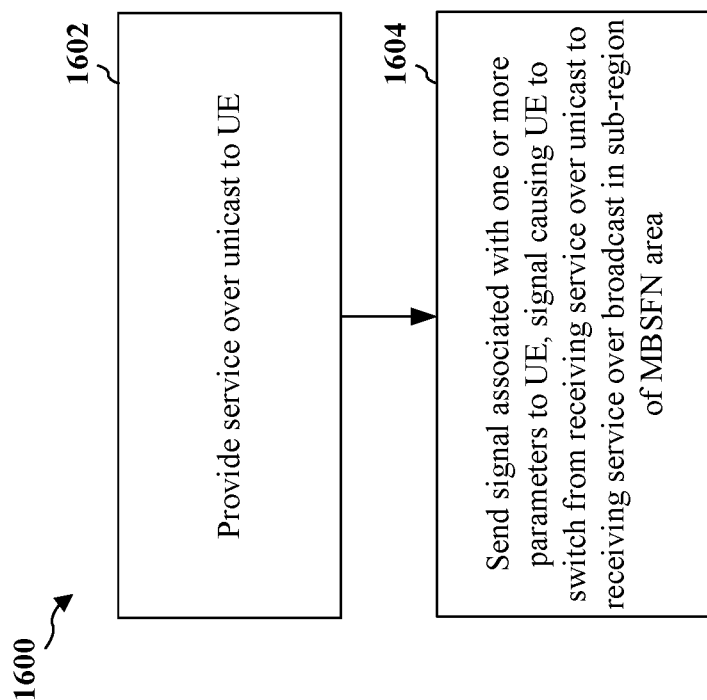 1600
1602
Provide service over unicast to UE
1604
Send signal associated with one or more
parameters to UE, signal causing UE to
switch from receiving service over unicast to
receiving service over broadcast in sub-region
of MBSFN area